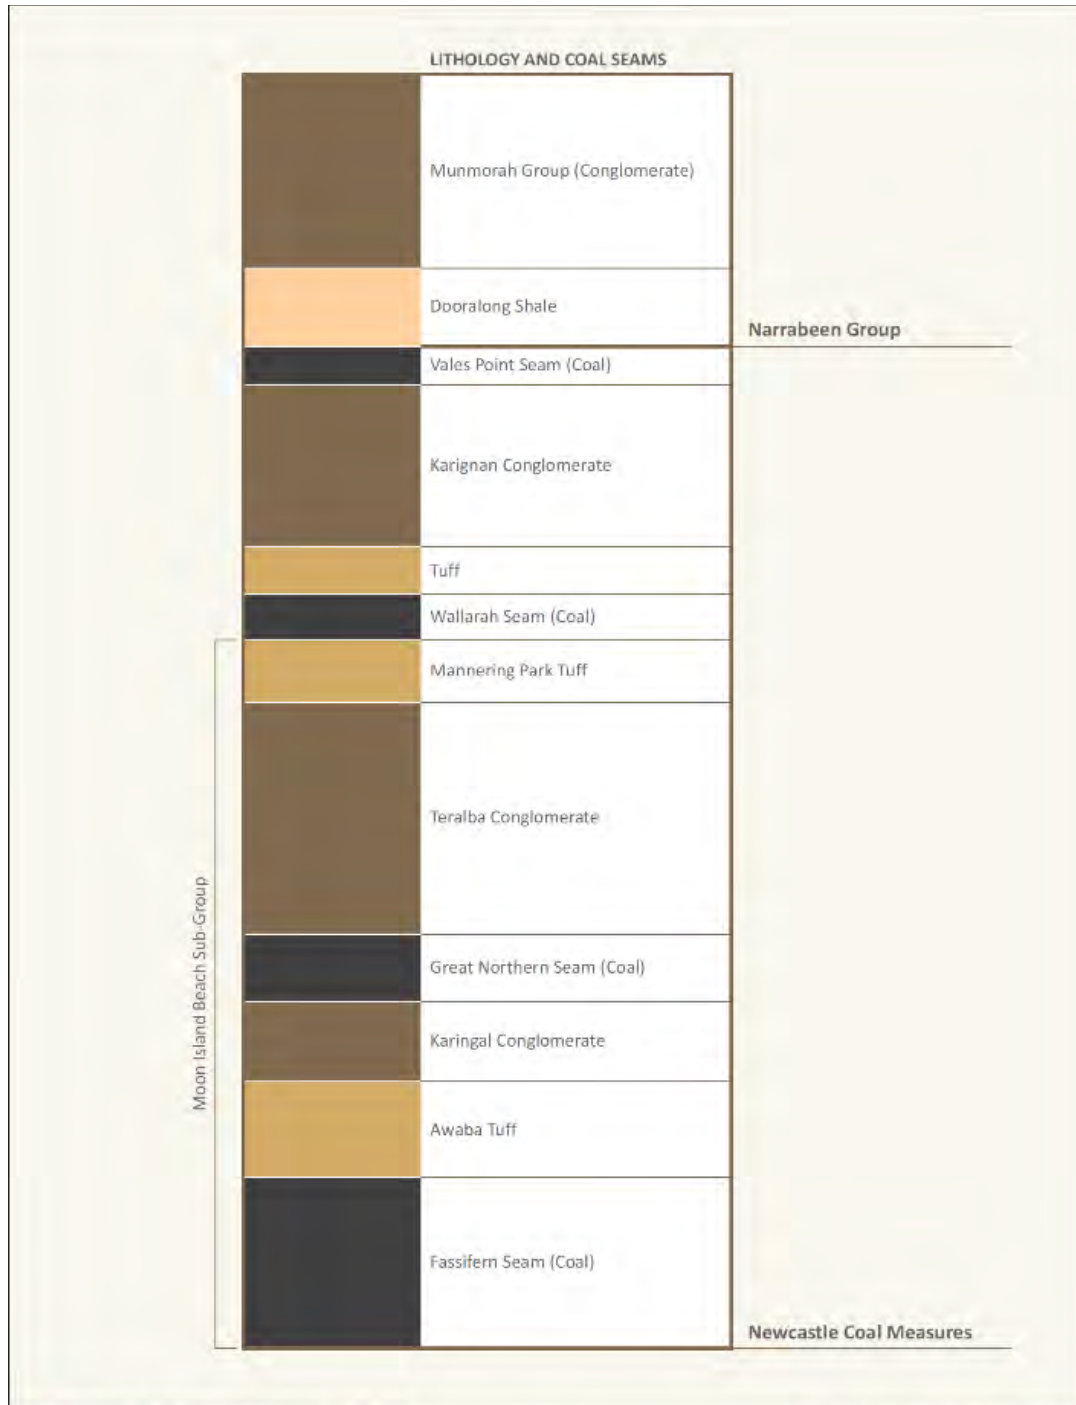 LITHOLOGY AND COAL SEAMS
Munmorah Group (Conglomerate)
Dooralong Shale
Narrabeen Group
Vales Point Seam (Coal)
Karignan Conglomerate
Tuff
Wallarah Seam (Coal)
Mannering Park Tuff
Teralba Conglomerate
Moon Island Beach Sub-Group
Great Northern Seam (Coal)
Karingal Conglomerate
Awaba Tuff
Fassifern Seam (Coal)
Newcastle Coal Measures